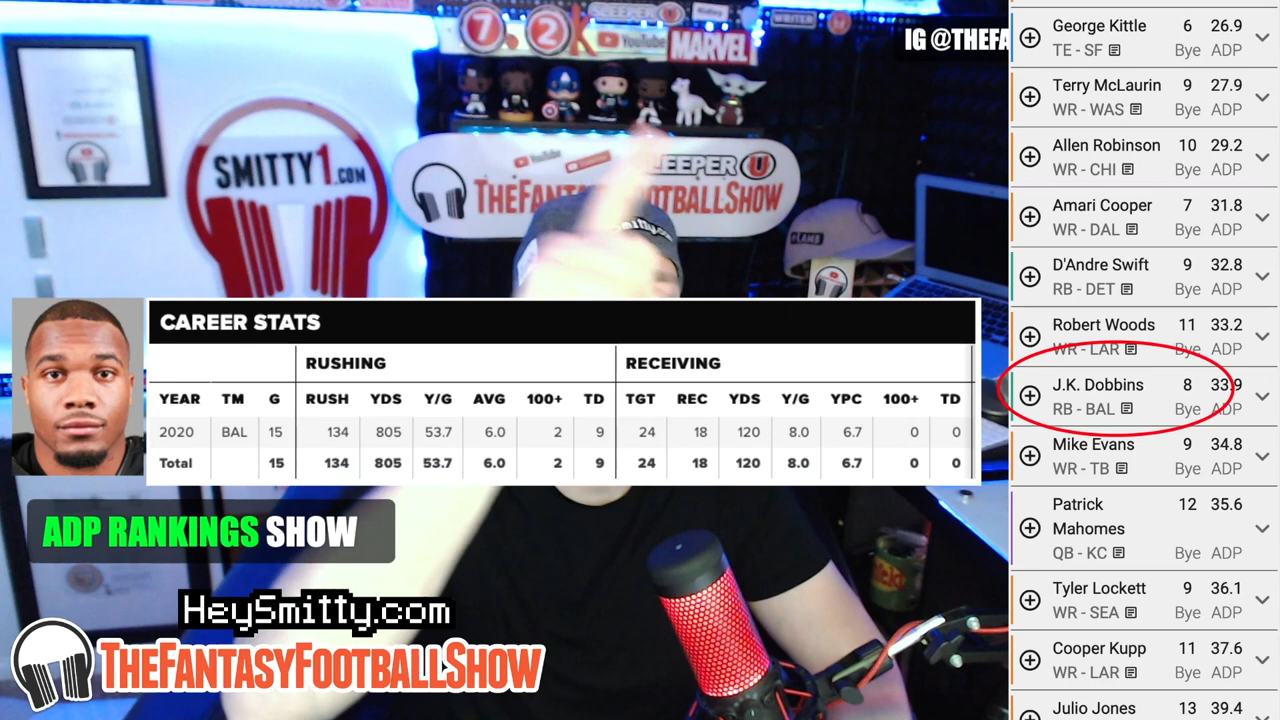 7
2K
SLEEPER U
WRITER
YouTube
MARVEL
IG @THEFA
SMITTY1.COM
YouTube
SLEEPER U
THEFANTASYFOOTBALLSHOW
Smitty.com
#LAMB
CAREER STATS
RUSHING RECEIVING
YEAR TM G RUSH YDS Y/G AVG 100+ TD TGT REC YDS Y/G YPC 100+ TD
2020 BAL 15 134 805 53.7 6.0 2 9 24 18 120 8.0 6.7 0 0
Total 15 134 805 53.7 6.0 2 9 24 18 120 8.0 6.7 0 0
ADP RANKINGS SHOW
HeySmitty.com
THEFANTASYFOOTBALLSHOW
George Kittle 6 26.9
TE - SF Bye ADP
Terry McLaurin 9 27.9
WR - WAS Bye ADP
Allen Robinson 10 29.2
WR - CHI Bye ADP
Amari Cooper 7 31.8
WR - DAL Bye ADP
D'Andre Swift 9 32.8
RB - DET Bye ADP
Robert Woods 11 33.2
WR - LAR Bye ADP
J.K. Dobbins 8 33.9
RB - BAL Bye ADP
Mike Evans 9 34.8
WR - TB Bye ADP
Patrick 12 35.6
Mahomes
QB - KC Bye ADP
Tyler Lockett 9 36.1
WR - SEA Bye ADP
Cooper Kupp 11 37.6
WR - LAR Bye ADP
Julio Jones 13 39.4